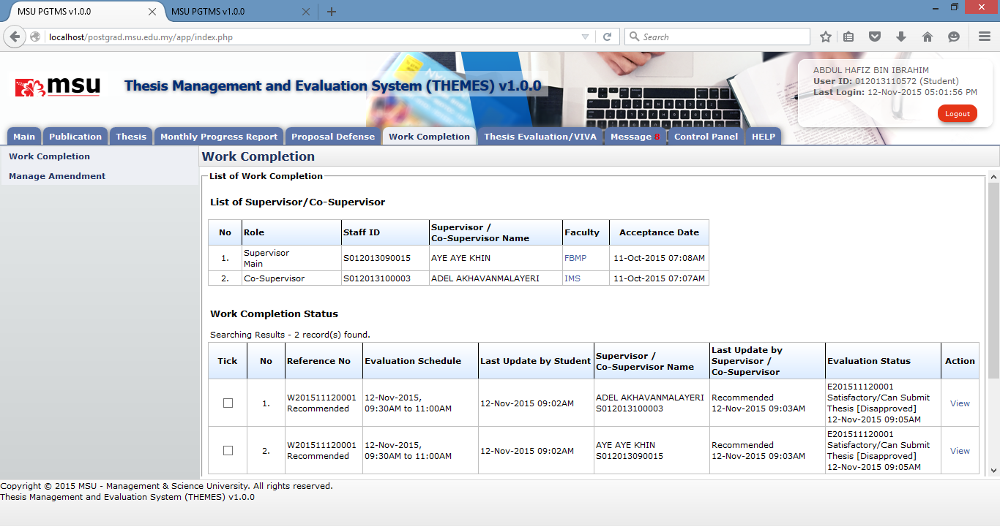 MSU PGTMS v1.0.0
MSU PGTMS v1.0.0
localhost/postgrad.msu.edu.my/app/index.php
Search
msu
Thesis Management and Evaluation System (THEMES) v1.0.0
ABDUL HAFIZ BIN IBRAHIM
User ID: 012013110572 (Student)
Last Login: 12-Nov-2015 05:01:56 PM
Logout
Main Publication Thesis Monthly Progress Report Proposal Defense Work Completion Thesis Evaluation/VIVA Message 8 Control Panel HELP
Work Completion
Manage Amendment
Work Completion
List of Work Completion
List of Supervisor/Co-Supervisor
No Role Staff ID Supervisor / Co-Supervisor Name Faculty Acceptance Date
1. Supervisor Main S012013090015 AYE AYE KHIN FBMP 11-Oct-2015 07:08AM
2. Co-Supervisor S012013100003 ADEL AKHAVANMALAYERI IMS 11-Oct-2015 07:07AM
Work Completion Status
Searching Results - 2 record(s) found.
Tick No Reference No Evaluation Schedule Last Update by Student Supervisor / Co-Supervisor Name Last Update by Supervisor / Co-Supervisor Evaluation Status Action
1. W201511120001 Recommended 12-Nov-2015, 09:30AM to 11:00AM 12-Nov-2015 09:02AM ADEL AKHAVANMALAYERI S012013100003 Recommended 12-Nov-2015 09:03AM E201511120001 Satisfactory/Can Submit Thesis [Disapproved] 12-Nov-2015 09:05AM View
2. W201511120001 Recommended 12-Nov-2015, 09:30AM to 11:00AM 12-Nov-2015 09:02AM AYE AYE KHIN S012013090015 Recommended 12-Nov-2015 09:03AM E201511120001 Satisfactory/Can Submit Thesis [Disapproved] 12-Nov-2015 09:05AM View
Copyright © 2015 MSU - Management & Science University. All rights reserved.
Thesis Management and Evaluation System (THEMES) v1.0.0